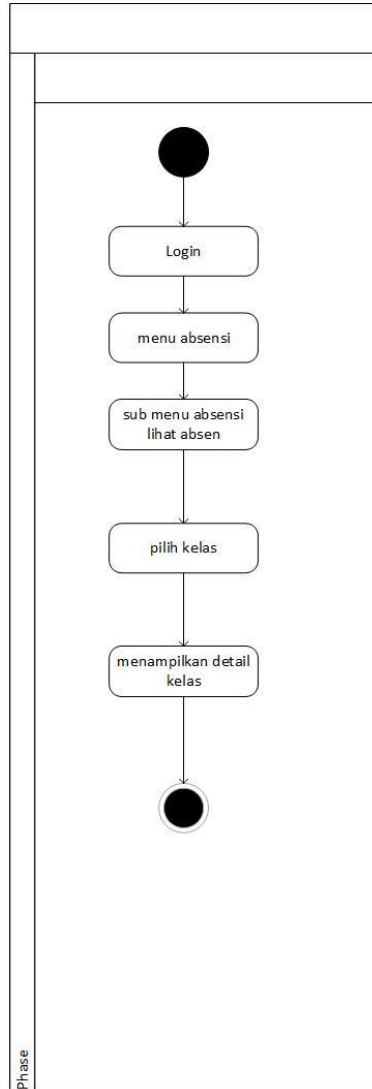 Login
menu absensi
sub menu absensi
lihat absen
pilih kelas
menampilkan detail
kelas
Phase